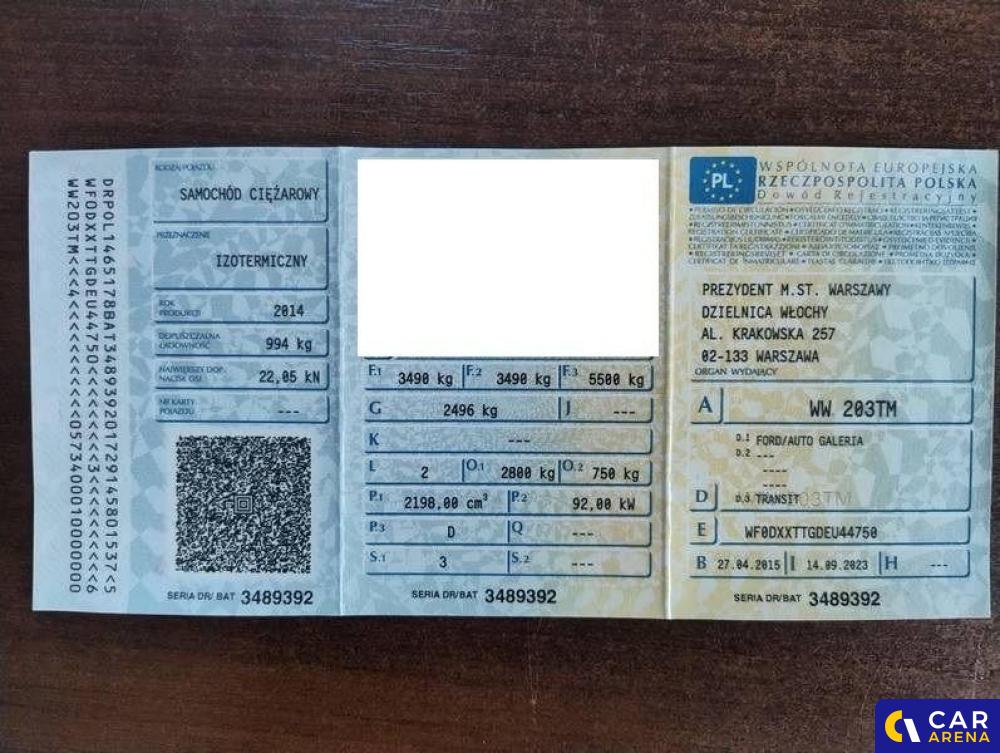 DRPOL1465178BAT3489392017291458015​37<5
WF0DXXTTGDEU44750<<<<<<<3<<<<<<<<<6
WW203TM<<4<<<<<<<<<<0573400010000000
RODZAJ POJAZDU
SAMOCHÓD CIĘŻAROWY
PRZEZNACZENIE
IZOTERMICZNY
ROK PRODUKCJI 2014
DOPUSZCZALNA ŁADOWNOŚĆ 994 kg
NAJWIĘKSZY DOP. NACISK OSI 22,05 kN
NR KARTY POJAZDU ---
SERIA DR/BAT 3489392
F.1 3490 kg F.2 3490 kg F.3 5500 kg
G 2496 kg J ---
K ---
L 2 O.1 2800 kg O.2 750 kg
P.1 2198,00 cm³ P.2 92,00 kW
P.3 D Q ---
S.1 3 S.2 ---
SERIA DR/BAT 3489392
PL
WSPÓLNOTA EUROPEJSKA
RZECZPOSPOLITA POLSKA
Dowód Rejestracyjny
PREZYDENT M.ST. WARSZAWY
DZIELNICA WŁOCHY
AL. KRAKOWSKA 257
02-133 WARSZAWA
ORGAN WYDAJĄCY
A WW 203TM
D.1 FORD/AUTO GALERIA
D.2 ---
----
----
D D.3 TRANSIT
E WF0DXXTTGDEU44750
B 27.04.2015 I 14.09.2023 H ---
SERIA DR/BAT 3489392
CAR
ARENA